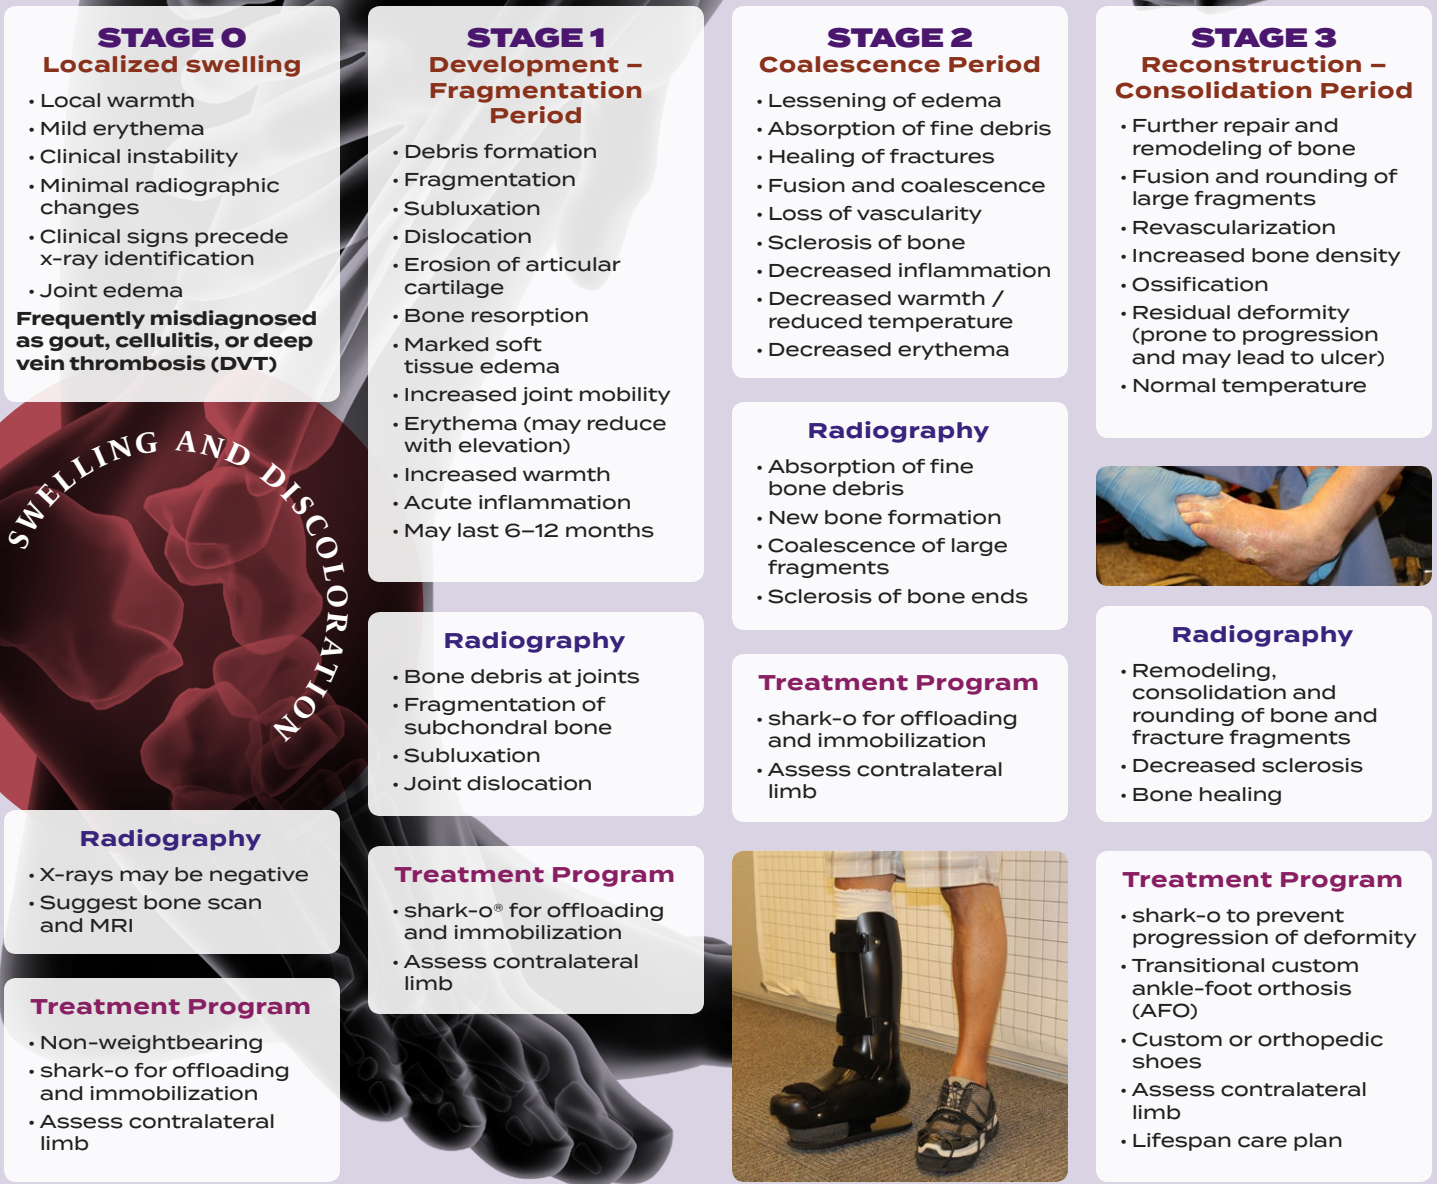 STAGE 0
Localized swelling
• Local warmth
• Mild erythema
• Clinical instability
• Minimal radiographic
changes
• Clinical signs precede
x-ray identification
• Joint edema
Frequently misdiagnosed
as gout, cellulitis, or deep
vein thrombosis (DVT)
SWELLING AND DISCOLORATION
Radiography
• X-rays may be negative
• Suggest bone scan
and MRI
Treatment Program
• Non-weightbearing
• shark-o for offloading
and immobilization
• Assess contralateral
limb
STAGE 1
Development –
Fragmentation
Period
• Debris formation
• Fragmentation
• Subluxation
• Dislocation
• Erosion of articular
cartilage
• Bone resorption
• Marked soft
tissue edema
• Increased joint mobility
• Erythema (may reduce
with elevation)
• Increased warmth
• Acute inflammation
• May last 6–12 months
Radiography
• Bone debris at joints
• Fragmentation of
subchondral bone
• Subluxation
• Joint dislocation
Treatment Program
• shark-o® for offloading
and immobilization
• Assess contralateral
limb
STAGE 2
Coalescence Period
• Lessening of edema
• Absorption of fine debris
• Healing of fractures
• Fusion and coalescence
• Loss of vascularity
• Sclerosis of bone
• Decreased inflammation
• Decreased warmth /
reduced temperature
• Decreased erythema
Radiography
• Absorption of fine
bone debris
• New bone formation
• Coalescence of large
fragments
• Sclerosis of bone ends
Treatment Program
• shark-o for offloading
and immobilization
• Assess contralateral
limb
STAGE 3
Reconstruction –
Consolidation Period
• Further repair and
remodeling of bone
• Fusion and rounding of
large fragments
• Revascularization
• Increased bone density
• Ossification
• Residual deformity
(prone to progression
and may lead to ulcer)
• Normal temperature
Radiography
• Remodeling,
consolidation and
rounding of bone and
fracture fragments
• Decreased sclerosis
• Bone healing
Treatment Program
• shark-o to prevent
progression of deformity
• Transitional custom
ankle-foot orthosis
(AFO)
• Custom or orthopedic
shoes
• Assess contralateral
limb
• Lifespan care plan